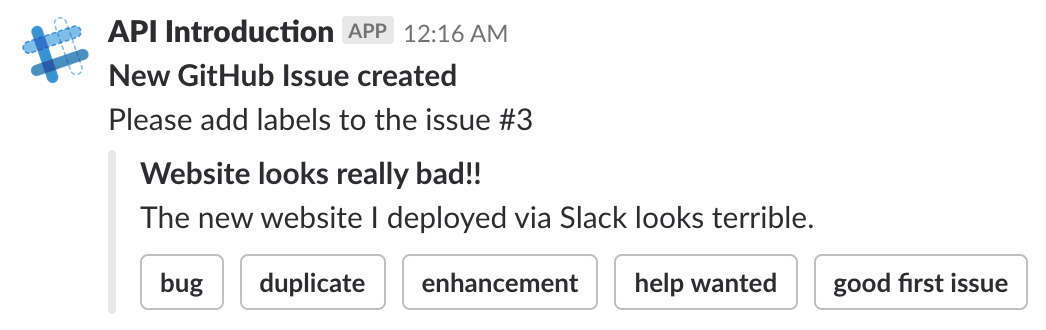 API Introduction APP 12:16 AM
New GitHub Issue created
Please add labels to the issue #3
Website looks really bad!!
The new website I deployed via Slack looks terrible.
bug duplicate enhancement help wanted good first issue